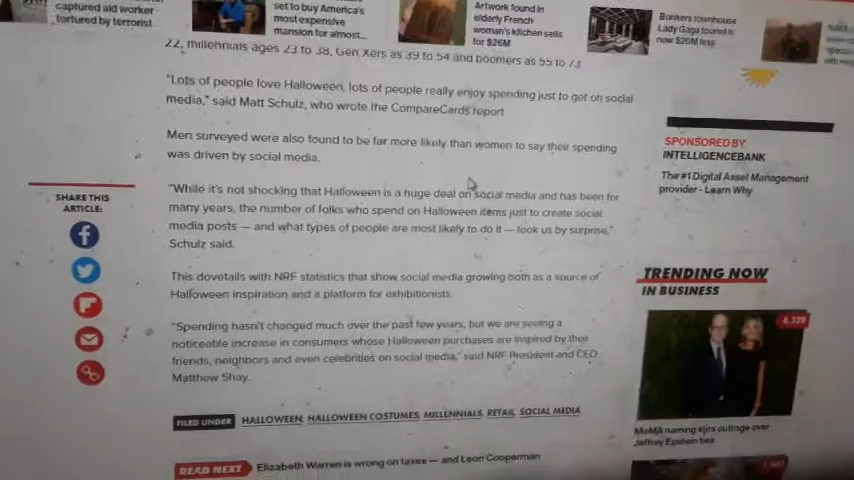 captured aid worker
tortured by terrorist
set to buy America's
most expensive
mansion for almost...
Artwork found in
elderly French
woman's kitchen sells
for $26M
Bonkers townhouse
Lady Gaga toured is
now $20M less
22, millennials ages 23 to 38, Gen Xers as 39 to 54 and boomers as 55 to 73.
"Lots of people love Halloween, lots of people really enjoy spending just to get on social
media," said Matt Schulz, who wrote the CompareCards report
Men surveyed were also found to be far more likely than women to say their spending
was driven by social media.
"While it's not shocking that Halloween is a huge deal on social media and has been for
many years, the number of folks who spend on Halloween items just to create social
media posts — and what types of people are most likely to do it — took us by surprise,"
Schulz said.
This dovetails with NRF statistics that show social media growing both as a source of
Halloween inspiration and a platform for exhibitionists.
"Spending hasn't changed much over the past few years, but we are seeing a
noticeable increase in consumers whose Halloween purchases are inspired by their
friends, neighbors and even celebrities on social media," said NRF President and CEO
Matthew Shay.
FILED UNDER HALLOWEEN, HALLOWEEN COSTUMES, MILLENNIALS, RETAIL, SOCIAL MEDIA
READ NEXT Elizabeth Warren is wrong on taxes — and Leon Cooperman
SHARE THIS
ARTICLE:
SPONSORED BY
INTELLIGENCEBANK
The #1 Digital Asset Management
provider - Learn Why
TRENDING NOW
IN BUSINESS
6,329
MoMA naming stirs outrage over
Jeffrey Epstein ties